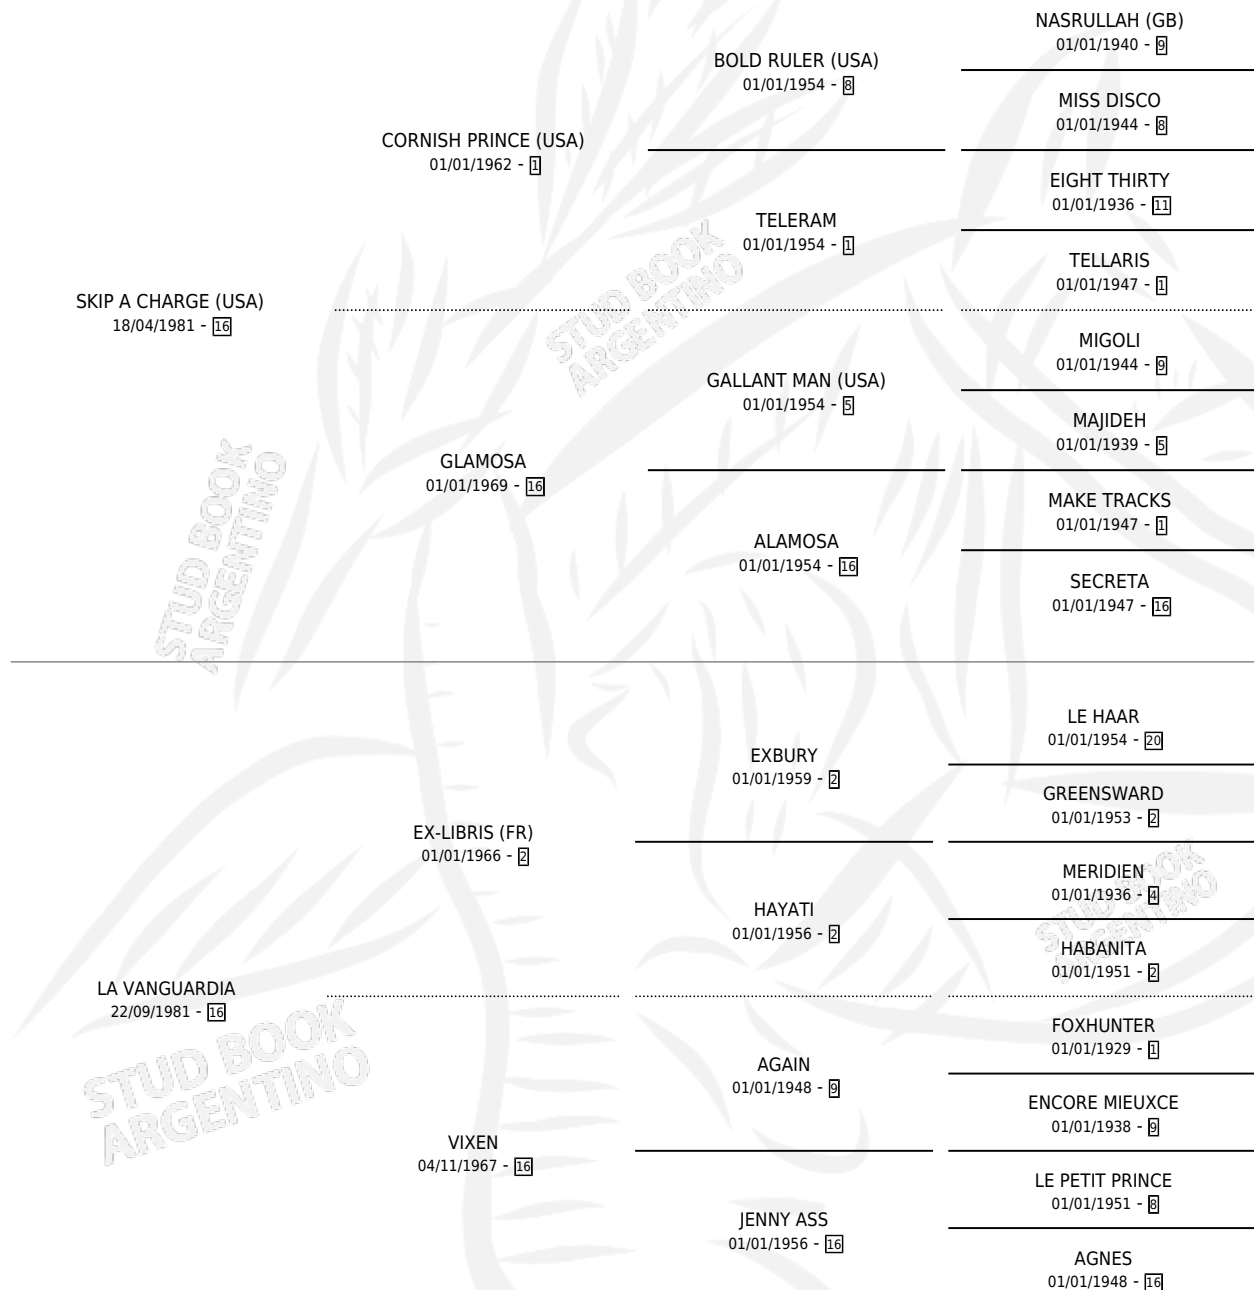 NASRULLAH (GB)
01/01/1940 - 9
BOLD RULER (USA)
01/01/1954 - 8
MISS DISCO
01/01/1944 - 8
CORNISH PRINCE (USA)
01/01/1962 - 1
EIGHT THIRTY
01/01/1936 - 11
TELERAM
01/01/1954 - 1
TELLARIS
01/01/1947 - 1
SKIP A CHARGE (USA)
18/04/1981 - 16
STUD BOOK
ARGENTINO
MIGOLI
01/01/1944 - 9
GALLANT MAN (USA)
01/01/1954 - 5
MAJIDEH
01/01/1939 - 5
GLAMOSA
01/01/1969 - 16
MAKE TRACKS
01/01/1947 - 1
ALAMOSA
01/01/1954 - 16
SECRETA
01/01/1947 - 16
STUD BOOK
ARGENTINO
LE HAAR
01/01/1954 - 20
EXBURY
01/01/1959 - 2
GREENSWARD
01/01/1953 - 2
EX-LIBRIS (FR)
01/01/1966 - 2
MERIDIEN
01/01/1936 - 4
HAYATI
01/01/1956 - 2
HABANITA
01/01/1951 - 2
STUD BOOK
ARGENTINO
LA VANGUARDIA
22/09/1981 - 16
FOXHUNTER
01/01/1929 - 1
AGAIN
01/01/1948 - 9
ENCORE MIEUXCE
01/01/1938 - 9
STUD BOOK
ARGENTINO
VIXEN
04/11/1967 - 16
LE PETIT PRINCE
01/01/1951 - 8
JENNY ASS
01/01/1956 - 16
AGNES
01/01/1948 - 16